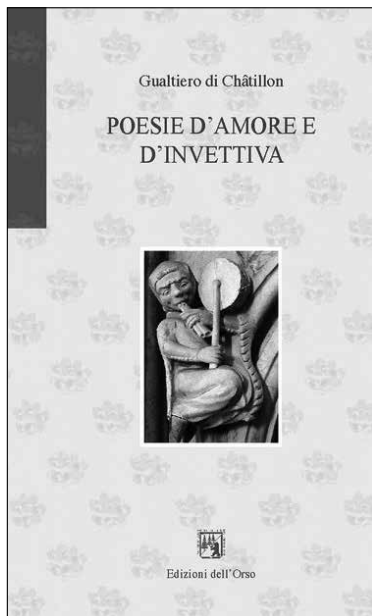 Gualtiero di Châtillon
POESIE D'AMORE E
D'INVETTIVA
Edizioni dell'Orso